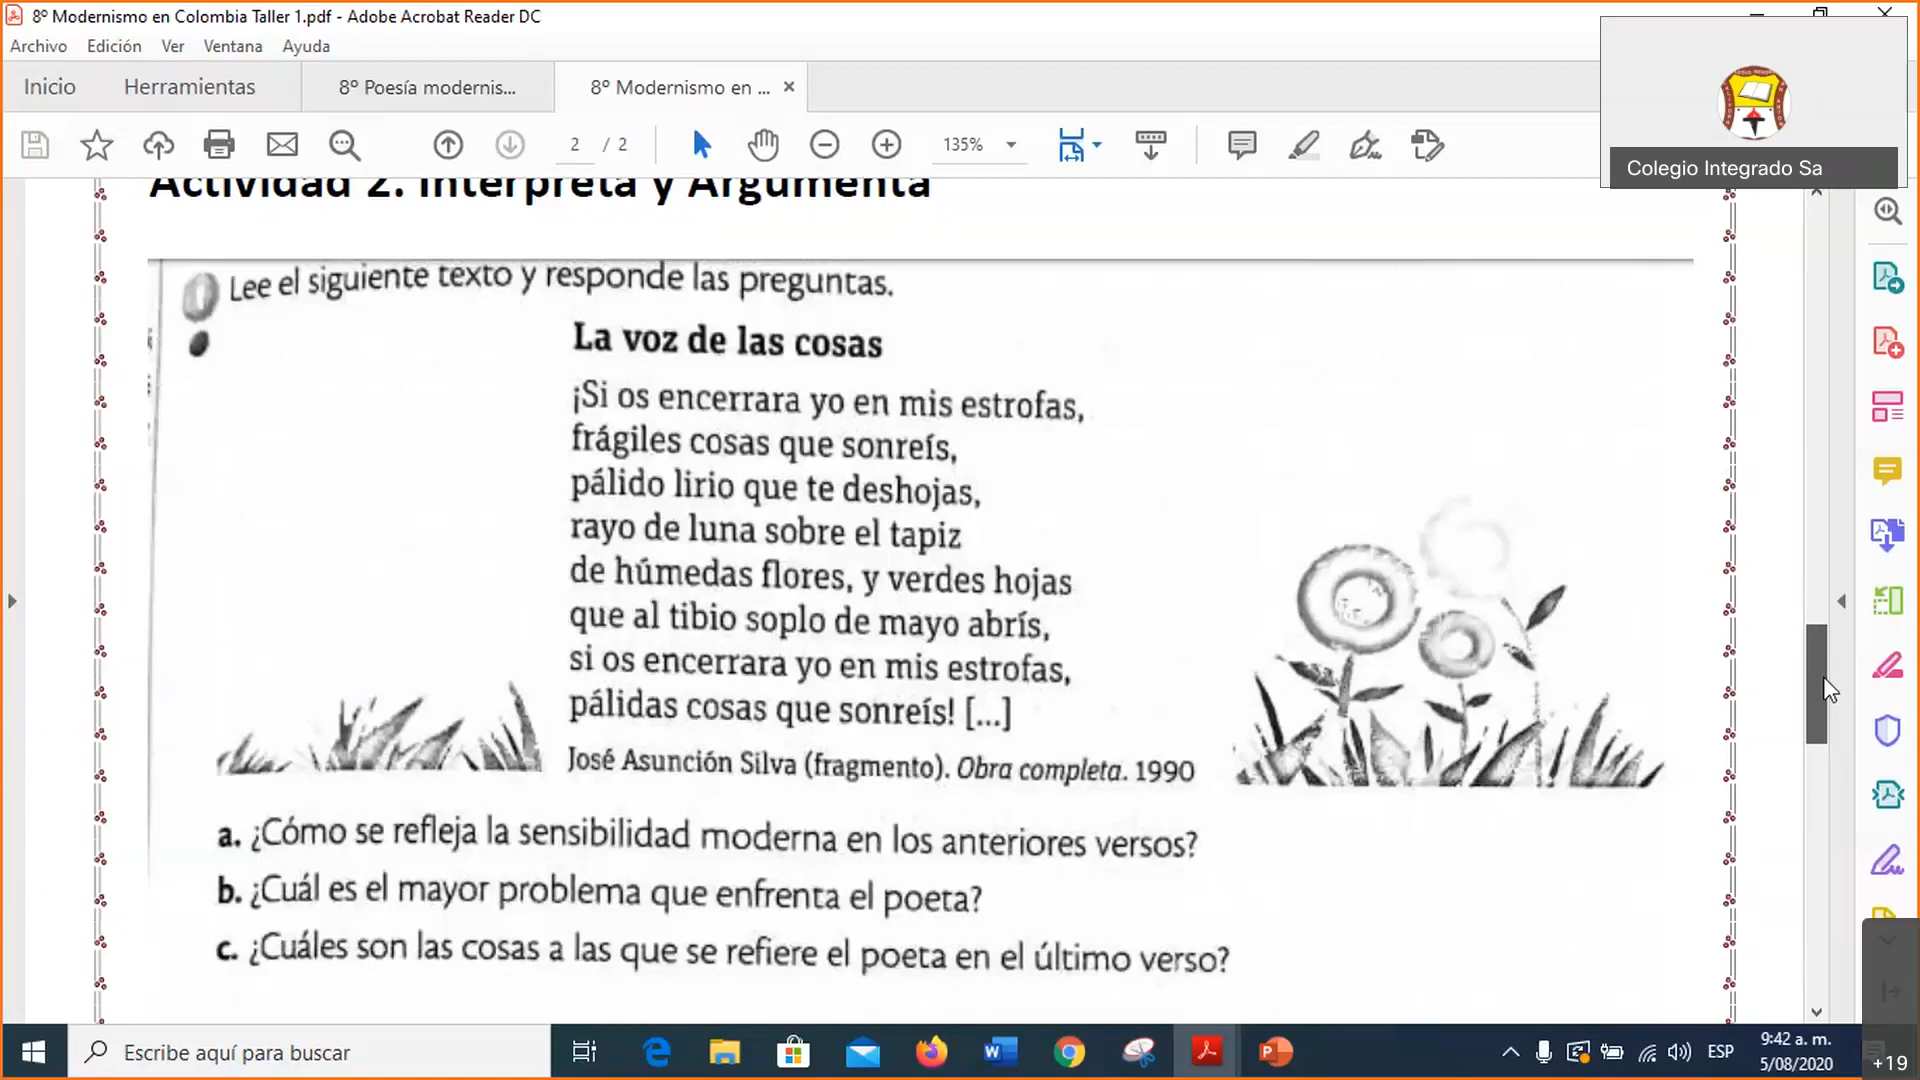 8º Modernismo en Colombia Taller 1.pdf - Adobe Acrobat Reader DC
Archivo Edición Ver Ventana Ayuda
Inicio Herramientas 8º Poesía modernis... 8º Modernismo en ...
2 / 2 135%
Colegio Integrado Sa
Actividad 2. Interpreta y Argumenta
Lee el siguiente texto y responde las preguntas.
La voz de las cosas
¡Si os encerrara yo en mis estrofas,
frágiles cosas que sonreís,
pálido lirio que te deshojas,
rayo de luna sobre el tapiz
de húmedas flores, y verdes hojas
que al tibio soplo de mayo abrís,
si os encerrara yo en mis estrofas,
pálidas cosas que sonreís! [...]
José Asunción Silva (fragmento). Obra completa. 1990
a. ¿Cómo se refleja la sensibilidad moderna en los anteriores versos?
b. ¿Cuál es el mayor problema que enfrenta el poeta?
c. ¿Cuáles son las cosas a las que se refiere el poeta en el último verso?
Escribe aquí para buscar
ESP
9:42 a. m.
5/08/2020
+19